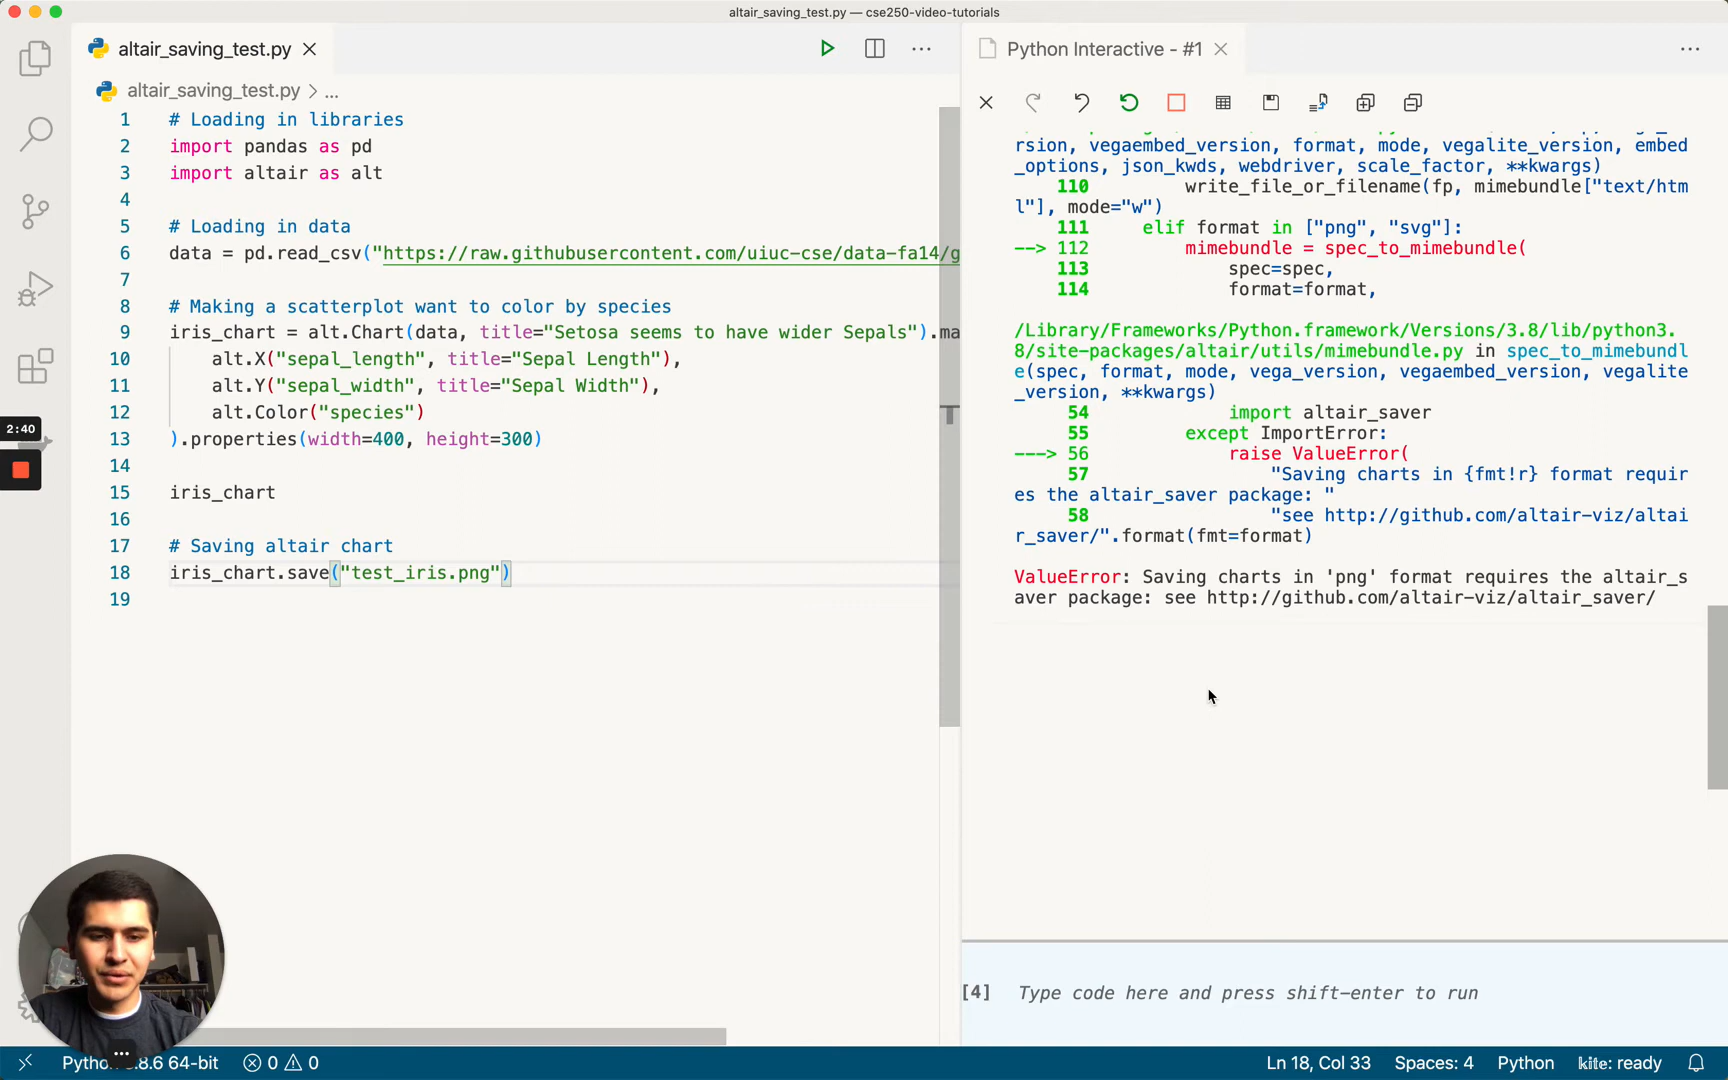 altair_saving_test.py — cse250-video-tutorials
altair_saving_test.py
Python Interactive - #1
altair_saving_test.py > ...
1 # Loading in libraries
2 import pandas as pd
3 import altair as alt
4
5 # Loading in data
6 data = pd.read_csv("https://raw.githubusercontent.com/uiuc-cse/data-fa14/g
7
8 # Making a scatterplot want to color by species
9 iris_chart = alt.Chart(data, title="Setosa seems to have wider Sepals").ma
10 alt.X("sepal_length", title="Sepal Length"),
11 alt.Y("sepal_width", title="Sepal Width"),
12 alt.Color("species")
13 ).properties(width=400, height=300)
14
15 iris_chart
16
17 # Saving altair chart
18 iris_chart.save("test_iris.png")
19
2:40
rsion, vegaembed_version, format, mode, vegalite_version, embed
_options, json_kwds, webdriver, scale_factor, **kwargs)
110 write_file_or_filename(fp, mimebundle["text/htm
l"], mode="w")
111 elif format in ["png", "svg"]:
--> 112 mimebundle = spec_to_mimebundle(
113 spec=spec,
114 format=format,
/Library/Frameworks/Python.framework/Versions/3.8/lib/python3.
8/site-packages/altair/utils/mimebundle.py in spec_to_mimebundl
e(spec, format, mode, vega_version, vegaembed_version, vegalite
_version, **kwargs)
54 import altair_saver
55 except ImportError:
---> 56 raise ValueError(
57 "Saving charts in {fmt!r} format requir
es the altair_saver package: "
58 "see http://github.com/altair-viz/altai
r_saver/".format(fmt=format)
ValueError: Saving charts in 'png' format requires the altair_s
aver package: see http://github.com/altair-viz/altair_saver/
[4] Type code here and press shift-enter to run
Pytho .8.6 64-bit 0 0
Ln 18, Col 33 Spaces: 4 Python kite: ready